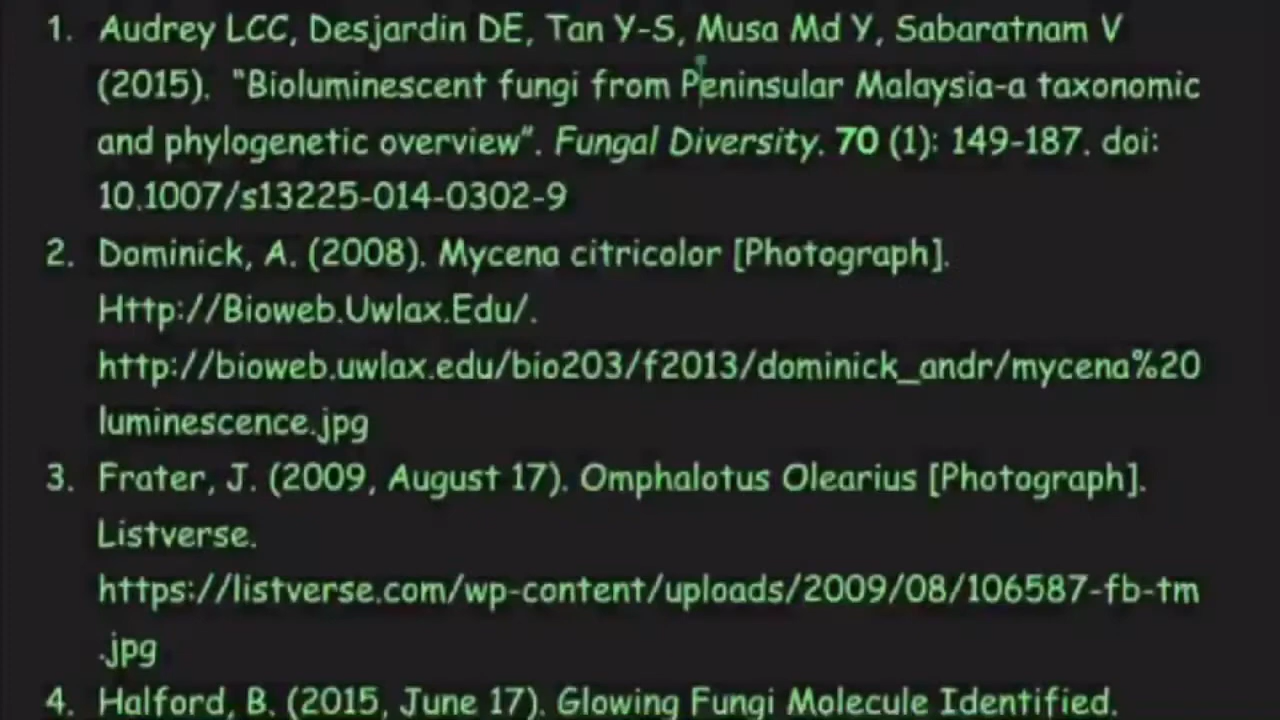 1. Audrey LCC, Desjardin DE, Tan Y-S, Musa Md Y, Sabaratnam V
(2015). "Bioluminescent fungi from Peninsular Malaysia-a taxonomic
and phylogenetic overview". Fungal Diversity. 70 (1): 149-187. doi:
10.1007/s13225-014-0302-9
2. Dominick, A. (2008). Mycena citricolor [Photograph].
Http://Bioweb.Uwlax.Edu/.
http://bioweb.uwlax.edu/bio203/f2013/dominick_andr/mycena%20
luminescence.jpg
3. Frater, J. (2009, August 17). Omphalotus Olearius [Photograph].
Listverse.
https://listverse.com/wp-content/uploads/2009/08/106587-fb-tm
.jpg
4. Halford, B. (2015, June 17). Glowing Fungi Molecule Identified.